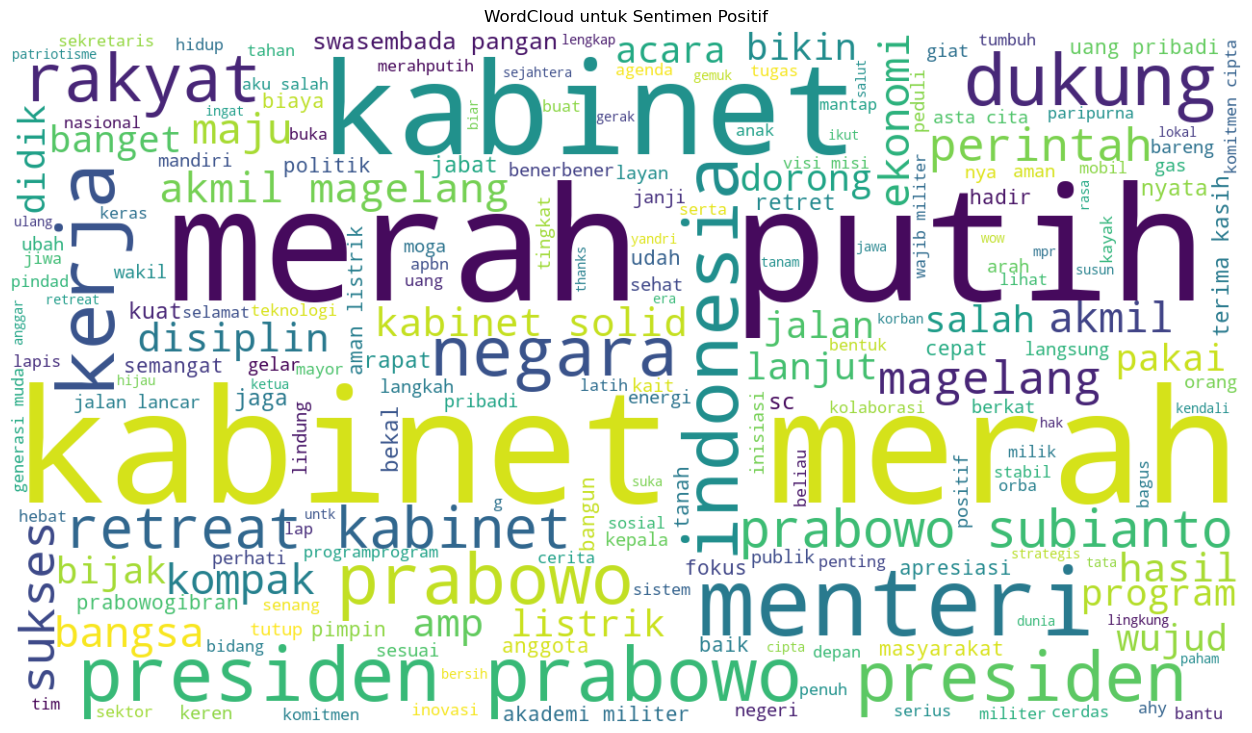 WordCloud untuk Sentimen Positif
sekretaris
hidup
tahan
swasembada pangan
lengkap
acara
bikin
giat
tumbuh
uang pribadi
patriotisme
rakyat
aku salah
merahputih
sejahtera
agenda
gemuk
tugas
salut
ekonomi
peduli
dukung
komitmen cipta
kabinet
ingat
biaya
nasional
banget
maju
buka
biar
buat
gerak
anak
mantap
ikut
asta cita
paripurna
lokal
bareng
didik
mandiri
politik
jabat
benerbener
layan
visi misi
perintah
nya
aman
mobil
gas
kerja
akmil magelang
janji
dorong
retret
hadir
rasa
nyata
ulang
keras
merah putih
tingkat
serta
indonesia
wajib militer
terima kasih
ubah
jiwa
wakil
aman listrik
moga
apbn
uang
yandri
udah
thanks
sehat
tanam
jawa
wow
mpr
kayak
arah
lihat
susun
pindad
retreat
anggar
kuat
selamat
teknologi
kabinet solid
era
jalan
korban
salah
akmil
disiplin
negara
bentuk
cepat
langsung
pakai
lapis
semangat
gelar
mayor
rapat
lanjut
magelang
orang
hijau
ketua
jaga
langkah
latih
kait
energi
generasi muda
jalan lancar
lindung
bekal
pribadi
sc
kolaborasi
berkat
hak
kendali
kabinet merah
inisiasi
beliau
milik
stabil
orba
positif
bagus
suka
tanah
hebat
retreat kabinet
untk
g
lap
bangun
sosial
kepala
prabowo subianto
sukses
perhati
programprogram
cerita
fokus
publik
penting
apresiasi
strategis
tata
hasil
bijak
kompak
prabowo
sistem
menteri
program
prabowogibran
senang
dunia
lingkung
bangsa
tutup
pimpin
amp
listrik
wujud
bidang
sesuai
anggota
baik
cipta
depan
masyarakat
paham
presiden prabowo
bersih
presiden
penuh
tim
sektor
keren
komitmen
inovasi
akademi militer
negeri
serius
militer
cerdas
ahy
bantu